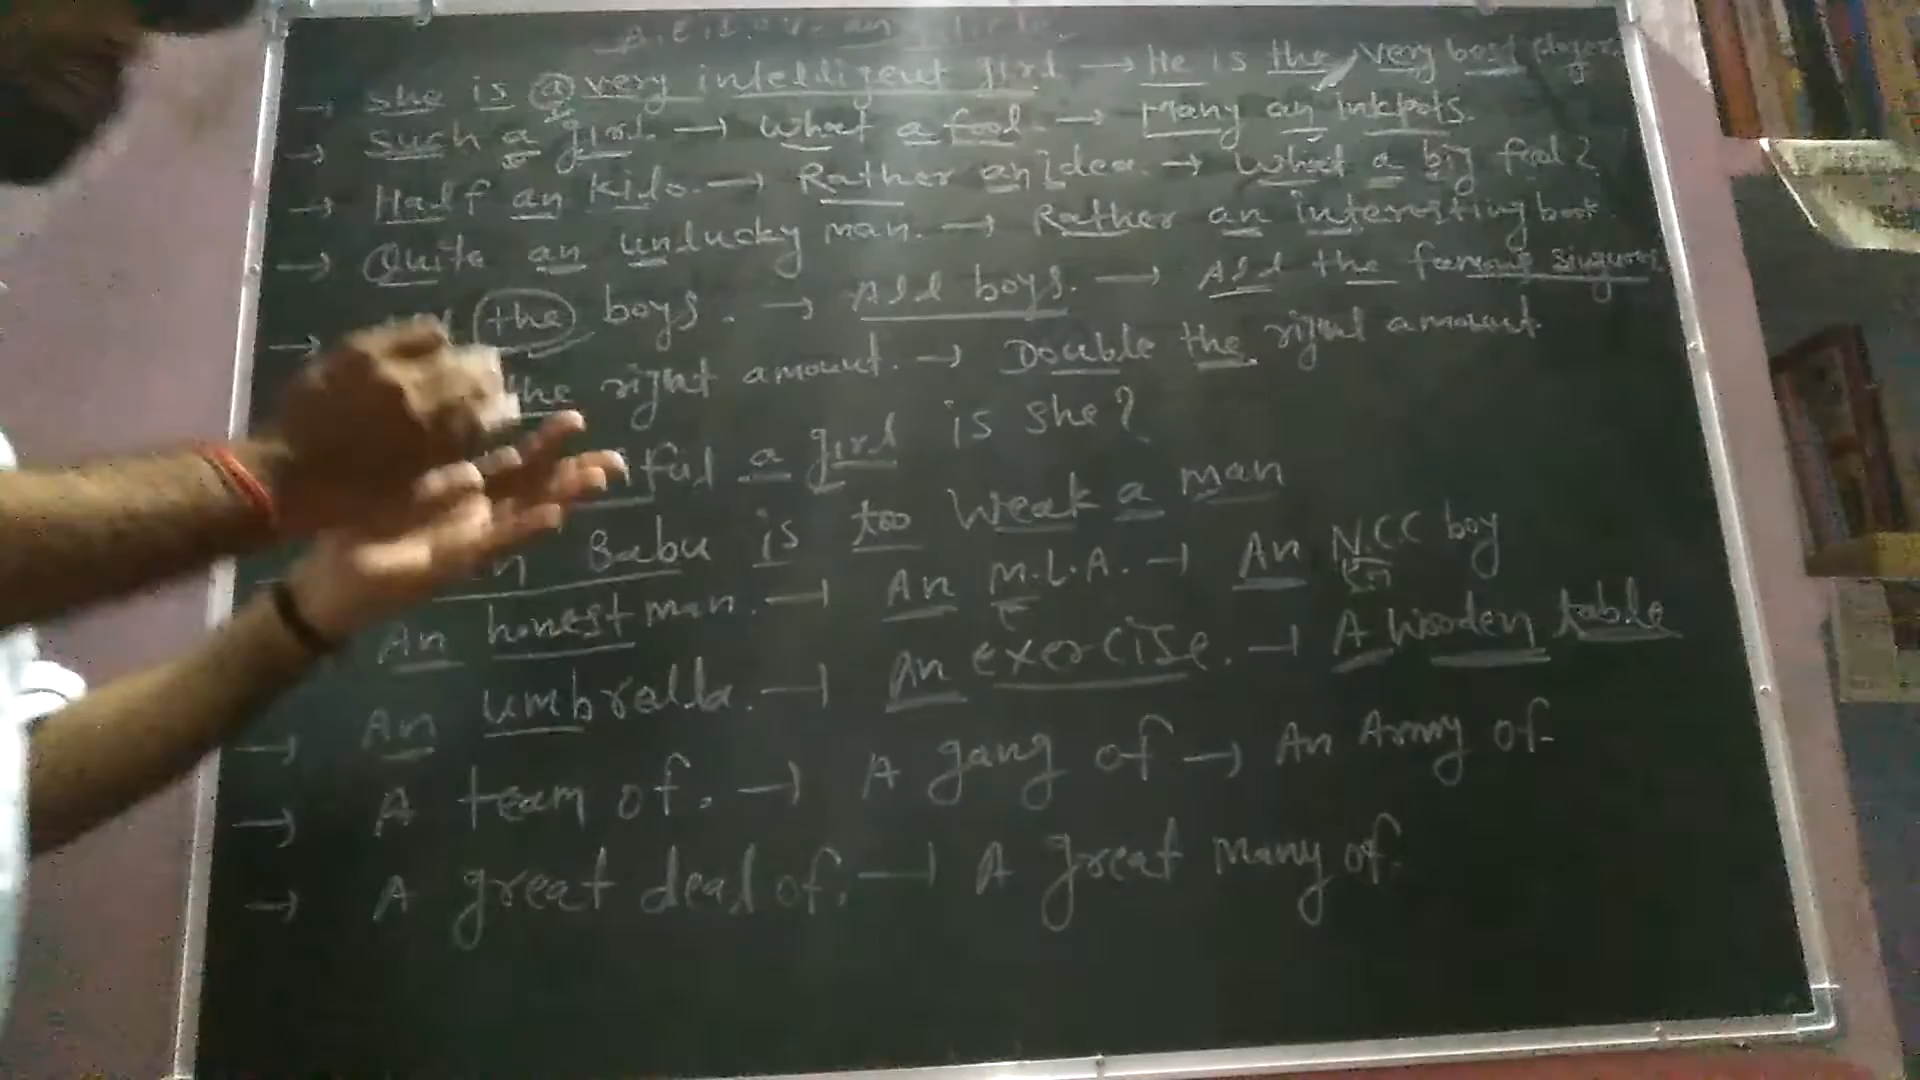 → She is a very intelligent girl → He is the very best player
→ Such a girl. → What a fool. → Many an inkpots.
→ Half an Kilo. → Rather an Idea. → What a big fool?
→ Quite an unlucky man. → Rather an interesting book.
→ the boys. → All boys. → All the famous singers.
the right amount. → Double the right amount.
ful a girl is she?
Babu is too weak a man
An honest man. → An M.L.A. → An N.C.C boy
→ An umbrella. → An exercise. → A Wooden table
→ A team of. → A gang of → An Army of
→ A great deal of. → A great many of.